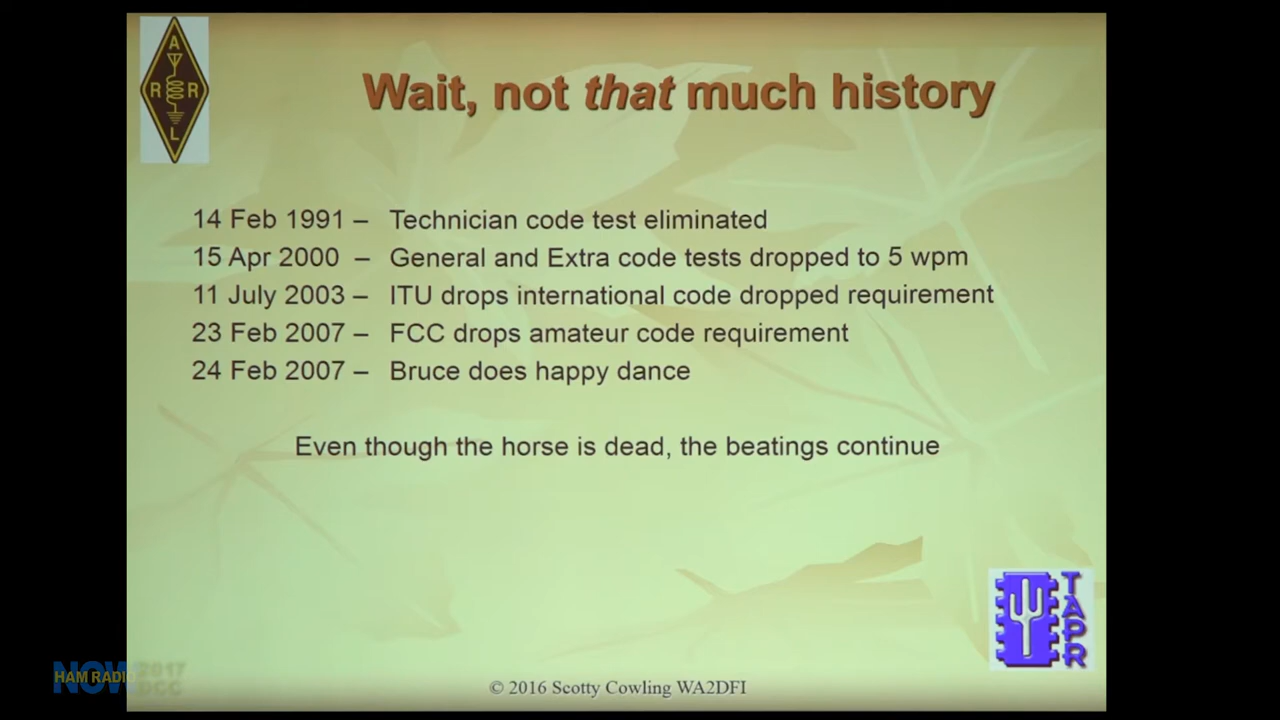 A
R R
L
Wait, not that much history
14 Feb 1991 – Technician code test eliminated
15 Apr 2000 – General and Extra code tests dropped to 5 wpm
11 July 2003 – ITU drops international code dropped requirement
23 Feb 2007 – FCC drops amateur code requirement
24 Feb 2007 – Bruce does happy dance
Even though the horse is dead, the beatings continue
TAPR
HAM RADIO
NOW
2017
DCC
© 2016 Scotty Cowling WA2DFI